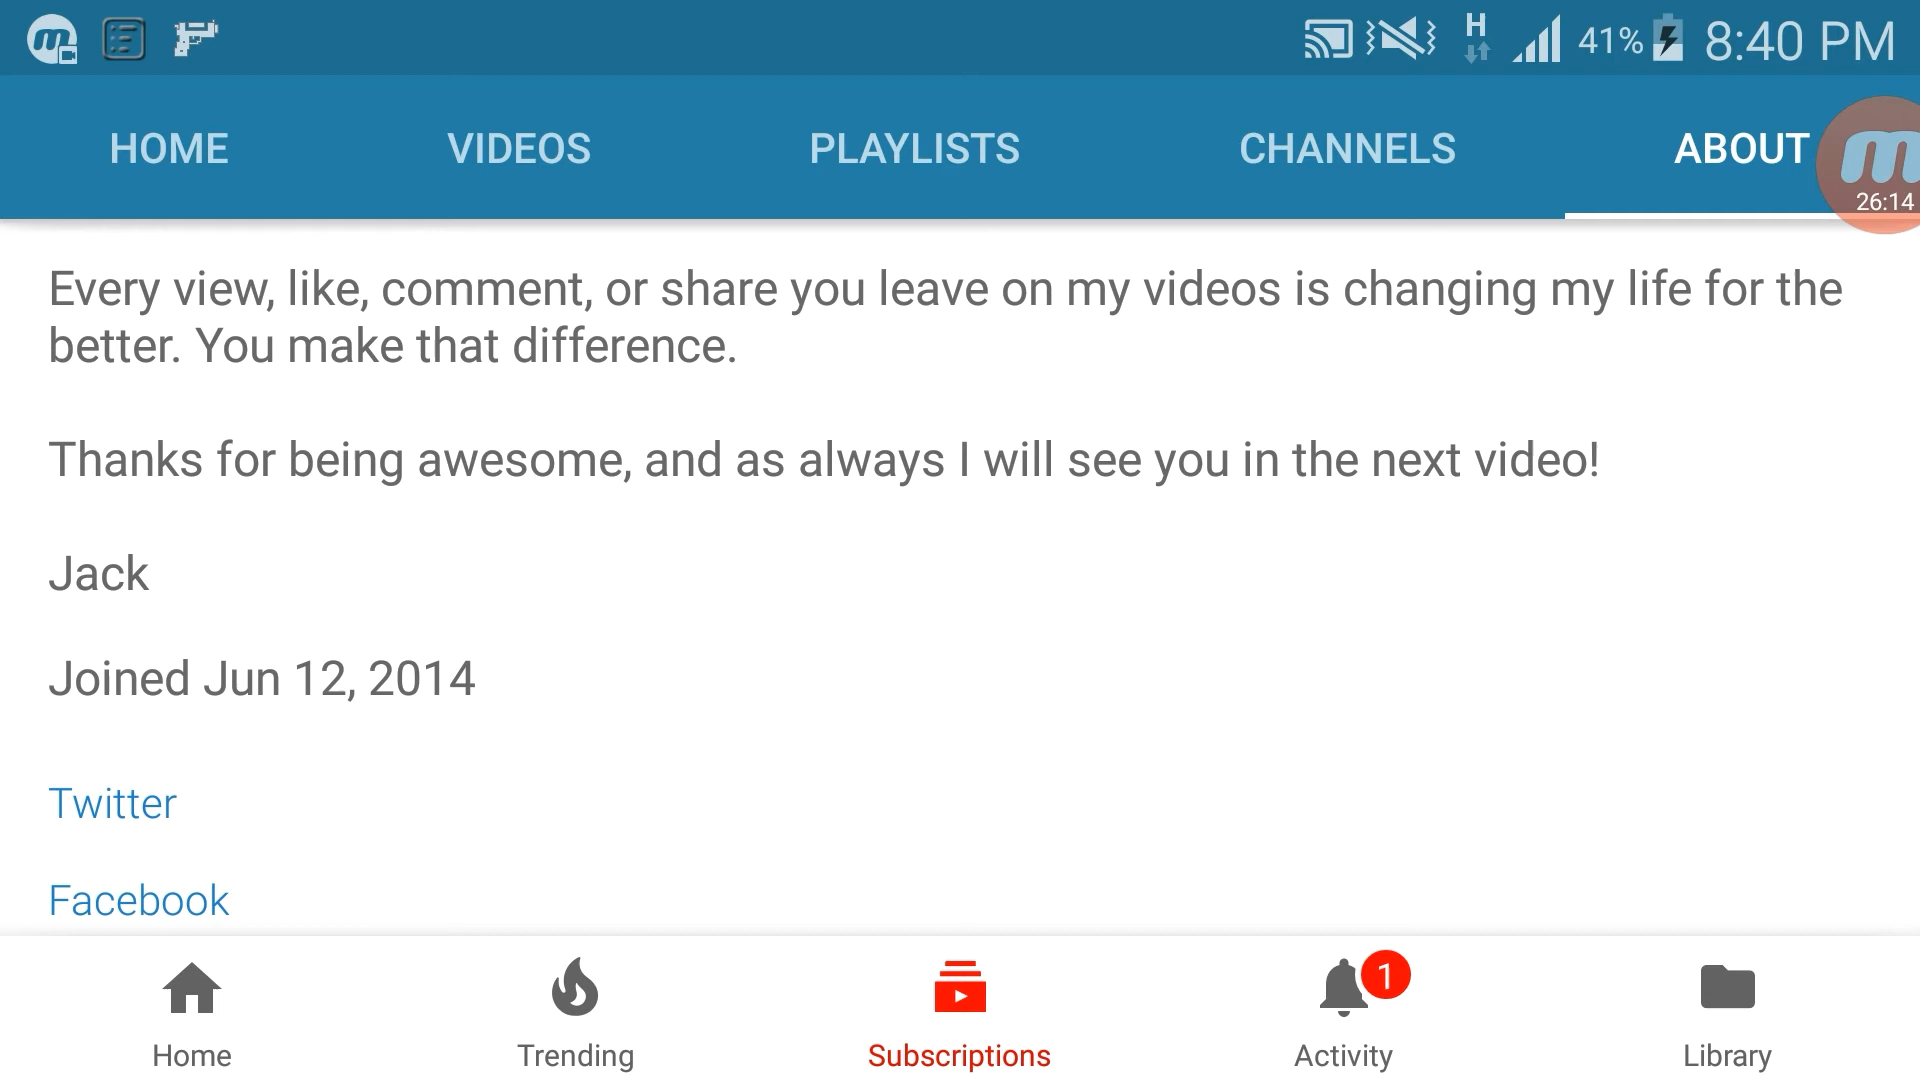 m H 41% 8:40 PM
HOME VIDEOS PLAYLISTS CHANNELS ABOUT m
26:14
Every view, like, comment, or share you leave on my videos is changing my life for the
better. You make that difference.
Thanks for being awesome, and as always I will see you in the next video!
Jack
Joined Jun 12, 2014
Twitter
Facebook
1
Home Trending Subscriptions Activity Library